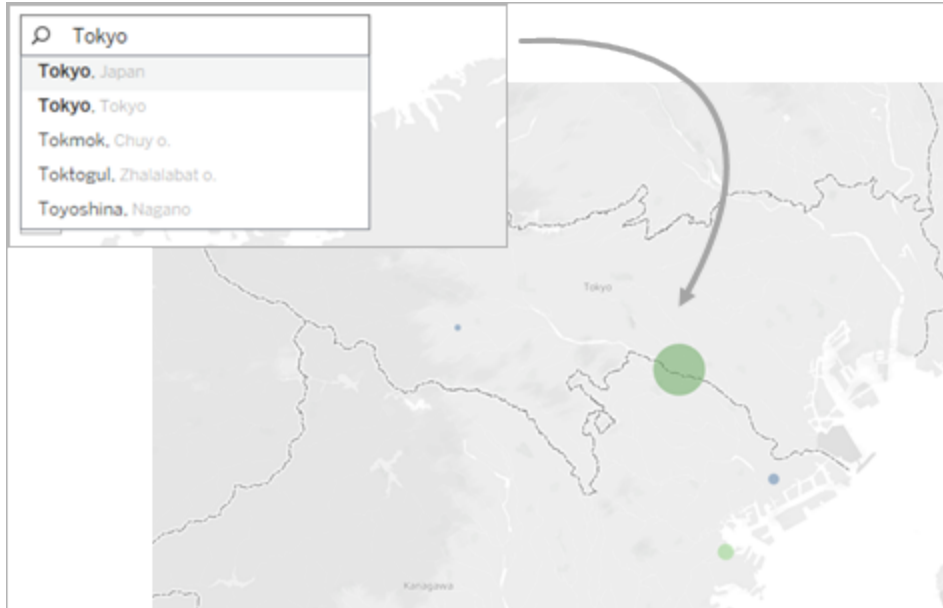 Tokyo
Tokyo, Japan
Tokyo, Tokyo
Tokmok, Chuy o.
Toktogul, Zhalalabat o.
Toyoshina, Nagano
Tokyo
Kanagawa